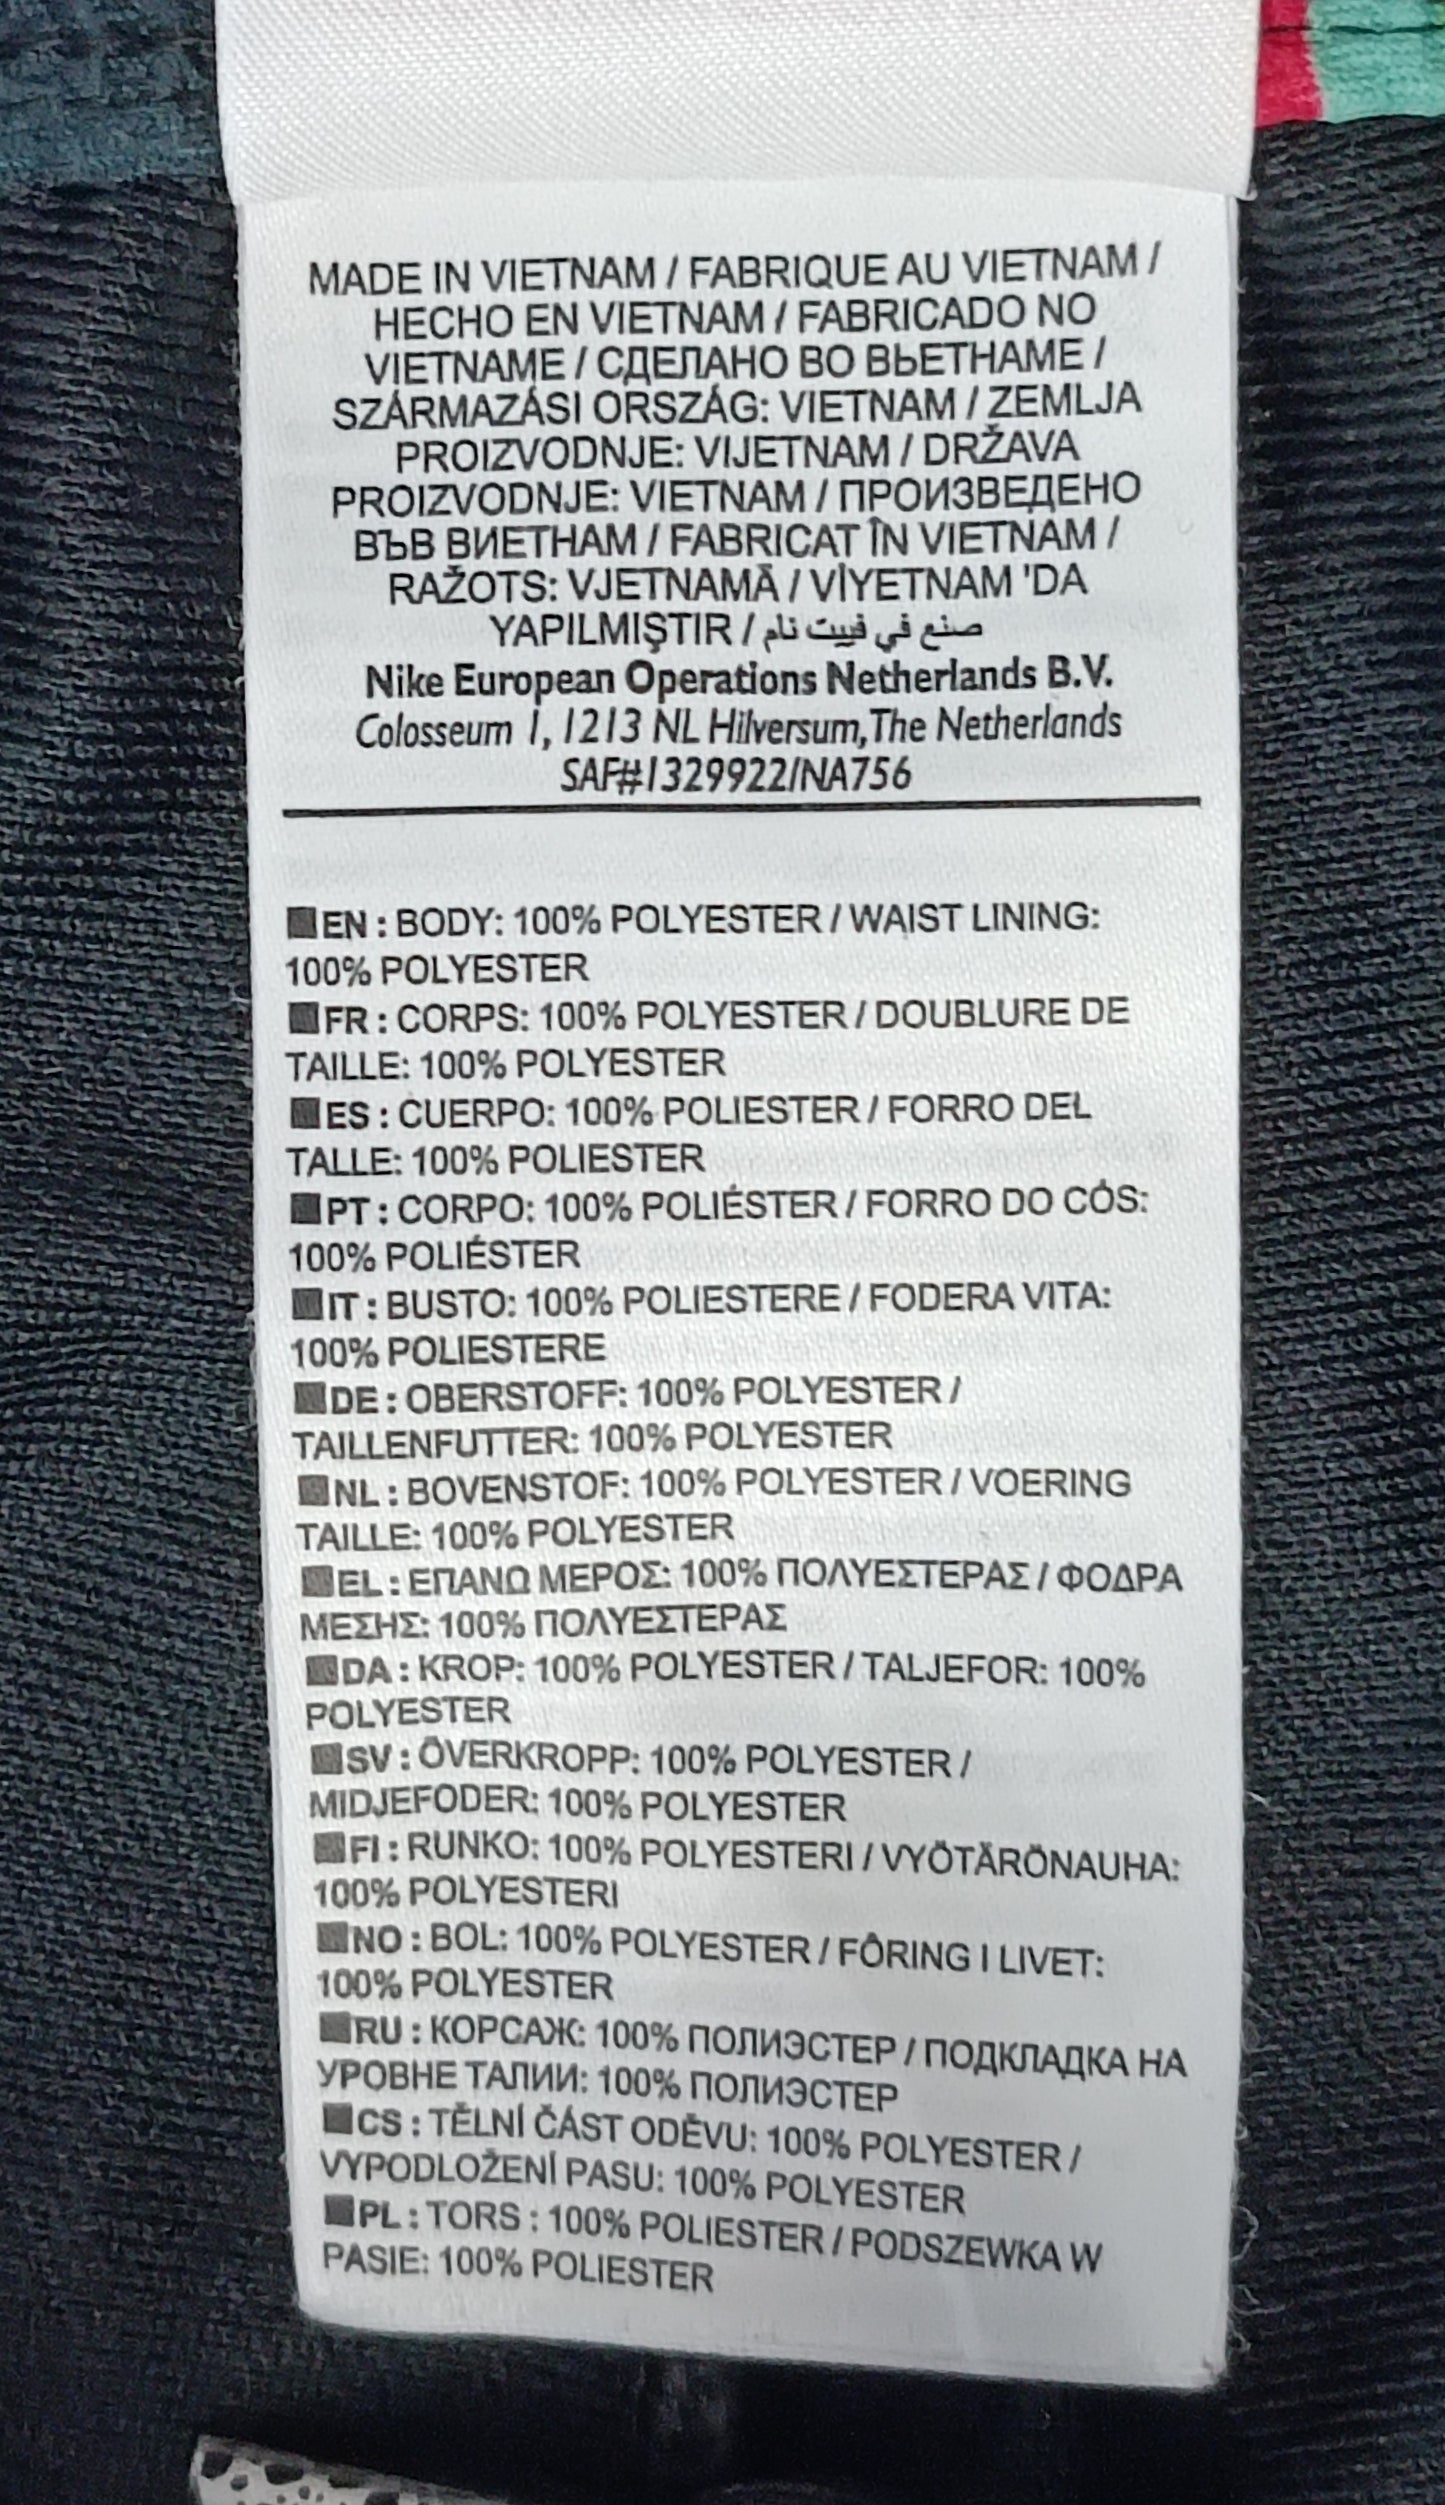 MADE IN VIETNAM / FABRIQUE AU VIETNAM /
HECHO EN VIETNAM / FABRICADO NO
VIETNAME / СДЕЛАНО ВО ВЬЕТНАМЕ /
SZÁRMAZÁSI ORSZÁG: VIETNAM / ZEMLJA
PROIZVODNJE: VIJETNAM / DRŽAVA
PROIZVODNJE: VIETNAM / ПРОИЗВЕДЕНО
ВЪВ ВИЕТНАМ / FABRICAT ÎN VIETNAM /
RAŽOTS: VJETNAMĀ / VİYETNAM 'DA
YAPILMIŞTIR / صنع في فييت نام
Nike European Operations Netherlands B.V.
Colosseum 1, 1213 NL Hilversum, The Netherlands
SAF#1329922/NA756
EN : BODY: 100% POLYESTER / WAIST LINING:
100% POLYESTER
FR : CORPS: 100% POLYESTER / DOUBLURE DE
TAILLE: 100% POLYESTER
ES : CUERPO: 100% POLIESTER / FORRO DEL
TALLE: 100% POLIESTER
PT : CORPO: 100% POLIÉSTER / FORRO DO CÓS:
100% POLIÉSTER
IT : BUSTO: 100% POLIESTERE / FODERA VITA:
100% POLIESTERE
DE : OBERSTOFF: 100% POLYESTER /
TAILLENFUTTER: 100% POLYESTER
NL : BOVENSTOF: 100% POLYESTER / VOERING
TAILLE: 100% POLYESTER
EL : ΕΠΑΝΩ ΜΕΡΟΣ: 100% ΠΟΛΥΕΣΤΕΡΑΣ / ΦΟΔΡΑ
ΜΕΣΗΣ: 100% ΠΟΛΥΕΣΤΕΡΑΣ
DA : KROP: 100% POLYESTER / TALJEFOR: 100%
POLYESTER
SV : ÖVERKROPP: 100% POLYESTER /
MIDJEFODER: 100% POLYESTER
FI : RUNKO: 100% POLYESTERI / VYÖTÄRÖNAUHA:
100% POLYESTERI
NO : BOL: 100% POLYESTER / FÔRING I LIVET:
100% POLYESTER
RU : КОРСАЖ: 100% ПОЛИЭСТЕР / ПОДКЛАДКА НА
УРОВНЕ ТАЛИИ: 100% ПОЛИЭСТЕР
CS : TĚLNÍ ČÁST ODĚVU: 100% POLYESTER /
VYPODLOŽENÍ PASU: 100% POLYESTER
PL : TORS : 100% POLIESTER / PODSZEWKA W
PASIE: 100% POLIESTER